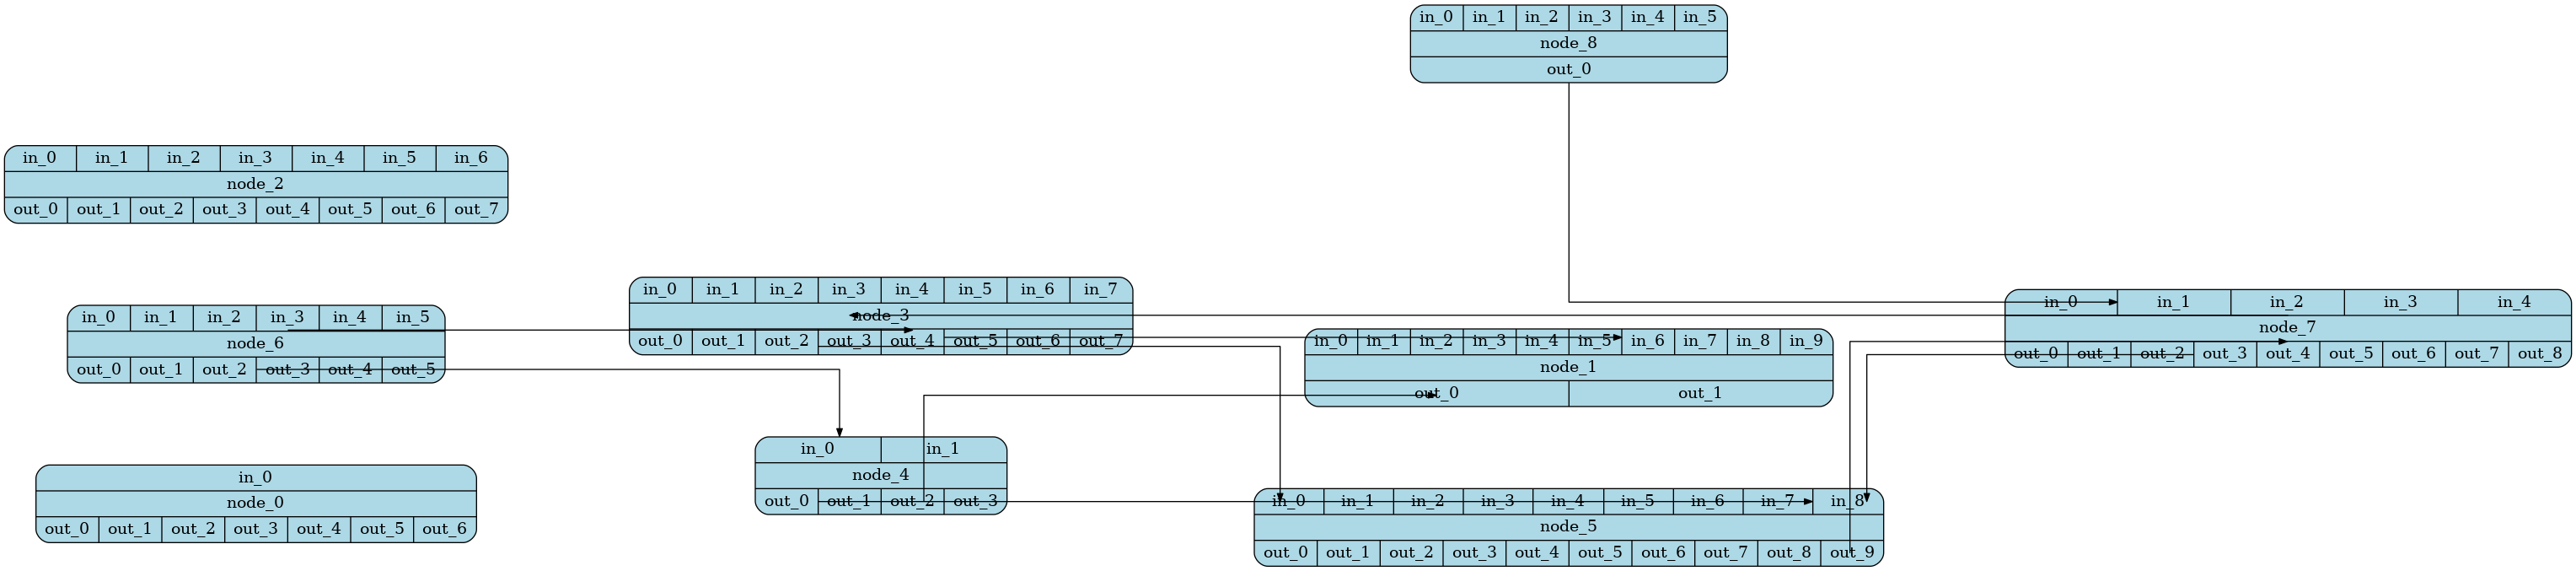 in_0 in_1 in_2 in_3 in_4 in_5
node_8
out_0
in_0 in_1 in_2 in_3 in_4 in_5 in_6
node_2
out_0 out_1 out_2 out_3 out_4 out_5 out_6 out_7
in_0 in_1 in_2 in_3 in_4 in_5 in_6 in_7
node_3
out_0 out_1 out_2 out_3 out_4 out_5 out_6 out_7
in_0 in_1 in_2 in_3 in_4
node_7
out_0 out_1 out_2 out_3 out_4 out_5 out_6 out_7 out_8
in_0 in_1 in_2 in_3 in_4 in_5
node_6
out_0 out_1 out_2 out_3 out_4 out_5
in_0 in_1 in_2 in_3 in_4 in_5 in_6 in_7 in_8 in_9
node_1
out_0 out_1
in_0 in_1
node_4
out_0 out_1 out_2 out_3
in_0
node_0
out_0 out_1 out_2 out_3 out_4 out_5 out_6
in_0 in_1 in_2 in_3 in_4 in_5 in_6 in_7 in_8
node_5
out_0 out_1 out_2 out_3 out_4 out_5 out_6 out_7 out_8 out_9